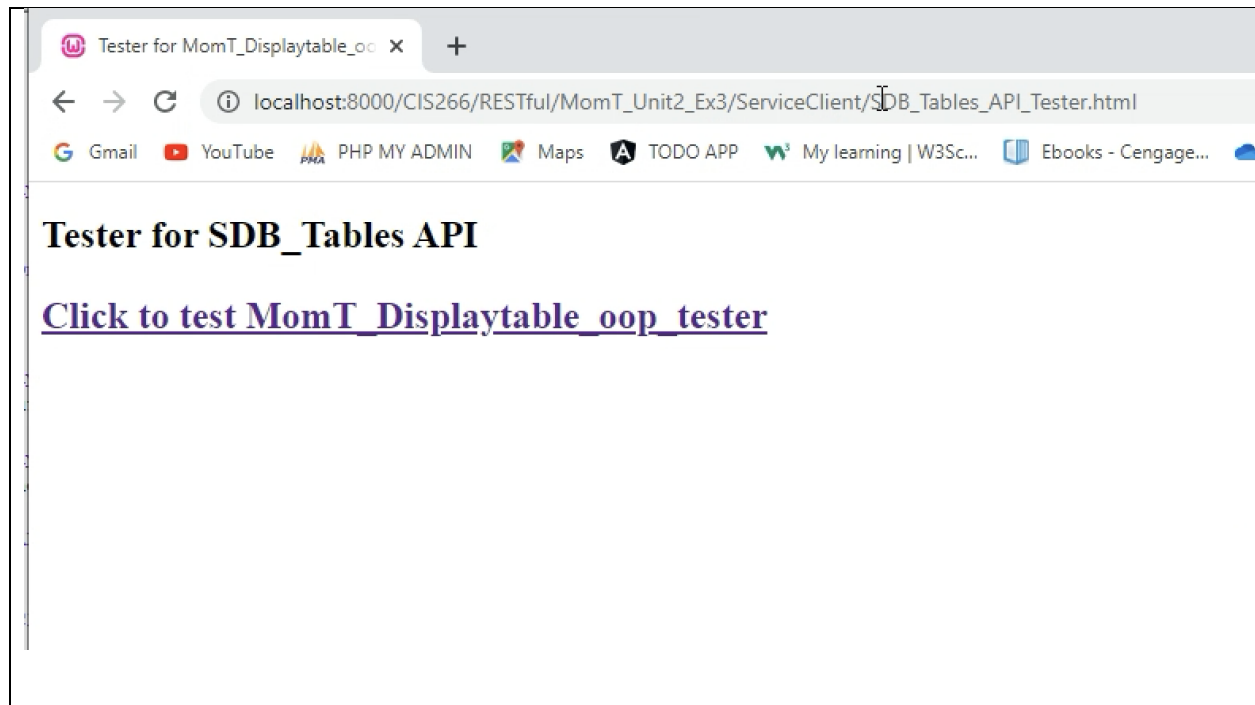 Tester for MomT_Displaytable_oo
localhost:8000/CIS266/RESTful/MomT_Unit2_Ex3/ServiceClient/SDB_Tables_API_Tester.html
Gmail YouTube PHP MY ADMIN Maps TODO APP My learning | W3Sc... Ebooks - Cengage...
Tester for SDB_Tables API
Click to test MomT_Displaytable_oop_tester